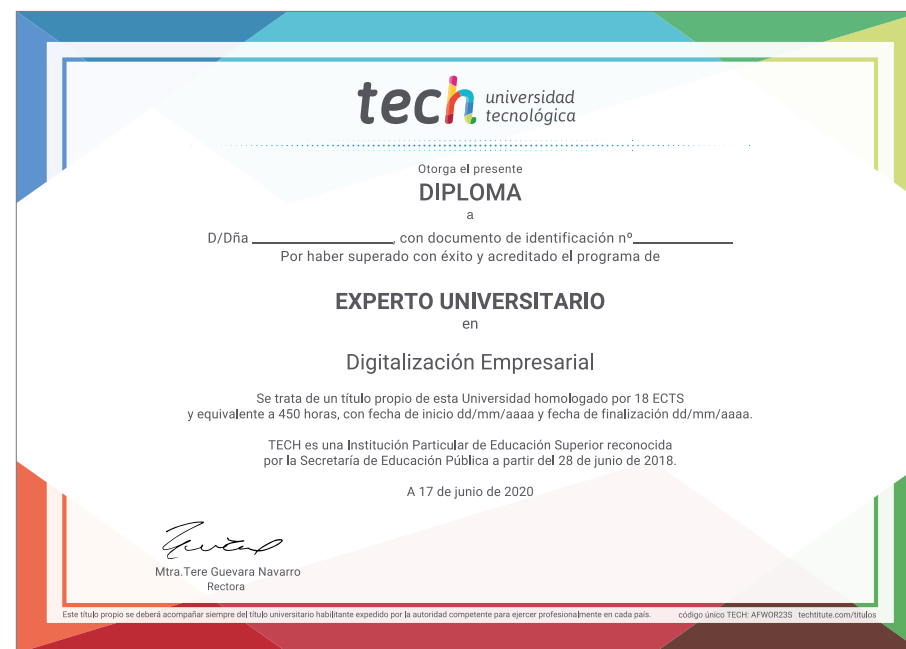 tech universidad
tecnológica
Otorga el presente
DIPLOMA
a
D/Dña ____________________, con documento de identificación nº______________
Por haber superado con éxito y acreditado el programa de
EXPERTO UNIVERSITARIO
en
Digitalización Empresarial
Se trata de un título propio de esta Universidad homologado por 18 ECTS
y equivalente a 450 horas, con fecha de inicio dd/mm/aaaa y fecha de finalización dd/mm/aaaa.
TECH es una Institución Particular de Educación Superior reconocida
por la Secretaría de Educación Pública a partir del 28 de junio de 2018.
A 17 de junio de 2020
Mtra.Tere Guevara Navarro
Rectora
Este título propio se deberá acompañar siempre del título universitario habilitante expedido por la autoridad competente para ejercer profesionalmente en cada país. código único TECH: AFWOR23S techtitute.com/titulos